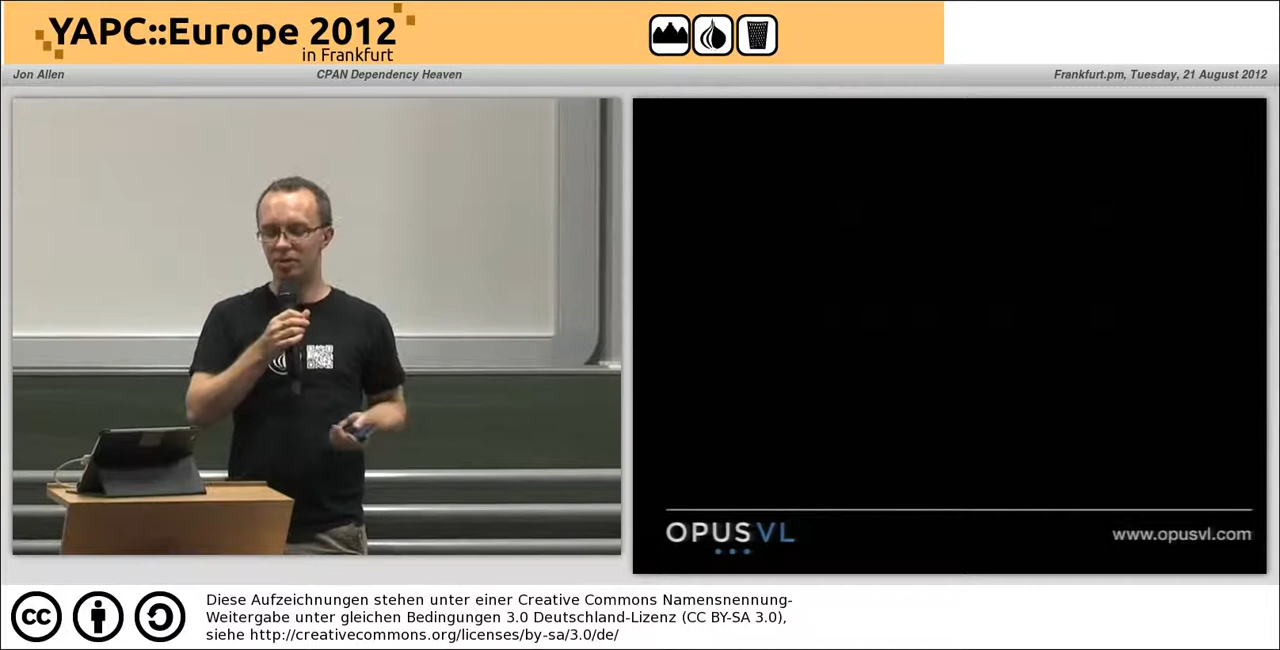 YAPC::Europe 2012
in Frankfurt
Jon Allen
CPAN Dependency Heaven
Frankfurt.pm, Tuesday, 21 August 2012
OPUSVL
www.opusvl.com
cc
Diese Aufzeichnungen stehen unter einer Creative Commons Namensnennung-
Weitergabe unter gleichen Bedingungen 3.0 Deutschland-Lizenz (CC BY-SA 3.0),
siehe http://creativecommons.org/licenses/by-sa/3.0/de/